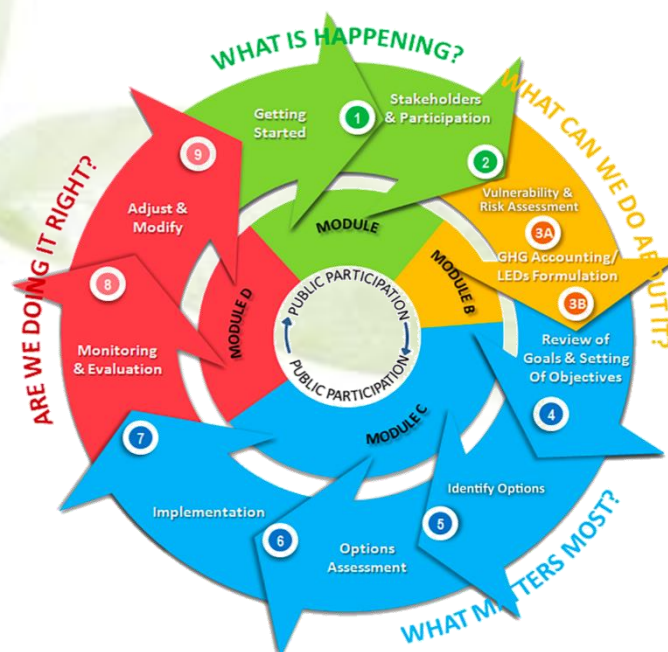 WHAT IS HAPPENING?
WHAT CAN WE DO ABOUT IT?
WHAT MATTERS MOST?
ARE WE DOING IT RIGHT?
Getting
Started
1
Stakeholders
& Participation
2
Vulnerability &
Risk Assessment
3A
GHG Accounting/
LEDs Formulation
3B
Review of
Goals & Setting
Of Objectives
4
Identify Options
5
Options
Assessment
6
Implementation
7
Monitoring
& Evaluation
8
Adjust &
Modify
9
MODULE
MODULE B
MODULE C
MODULE D
PUBLIC PARTICIPATION
PUBLIC PARTICIPATION